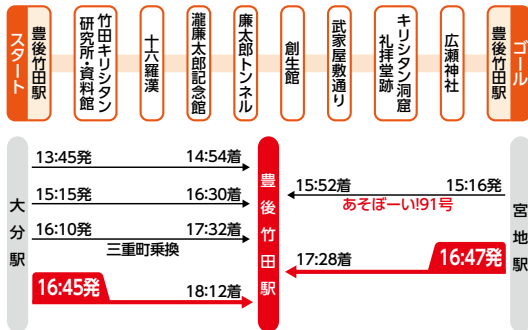 スタート
豊後竹田駅
竹田キリシタン
研究所・資料館
十六羅漢
瀧廉太郎記念館
廉太郎トンネル
創生館
武家屋敷通り
キリシタン洞窟
礼拝堂跡
広瀬神社
豊後竹田駅
ゴール
大分駅
13:45発 14:54着
15:15発 16:30着
16:10発 17:32着
三重町乗換
16:45発 18:12着
豊後竹田駅
15:52着 15:16発
あそぼーい!91号
17:28着 16:47発
宮地駅